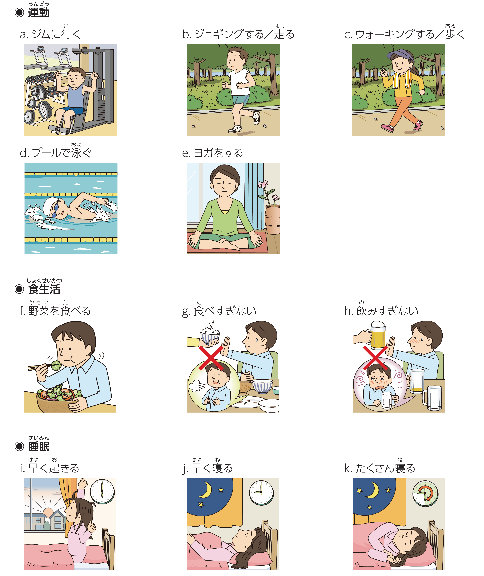 ◉ 運動
a. ジムに行く
b. ジョギングする／走る
c. ウォーキングする／歩く
d. プールで泳ぐ
e. ヨガをする
◉ 食生活
f. 野菜を食べる
g. 食べすぎない
h. 飲みすぎない
◉ 睡眠
i. 早く起きる
j. 早く寝る
k. たくさん寝る